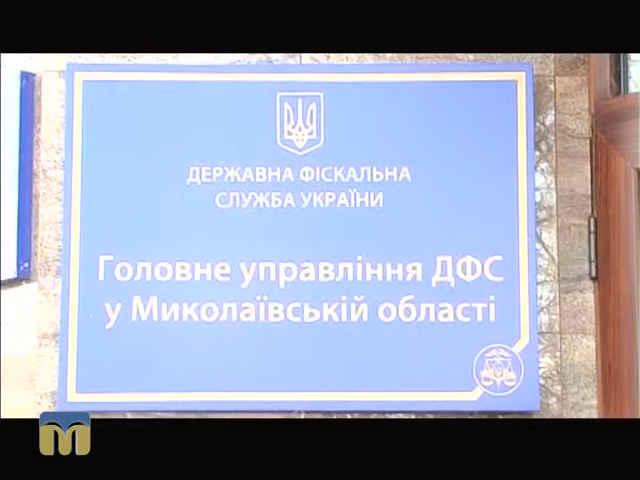 ДЕРЖАВНА ФІСКАЛЬНА
СЛУЖБА УКРАЇНИ
Головне управління ДФС
у Миколаївській області